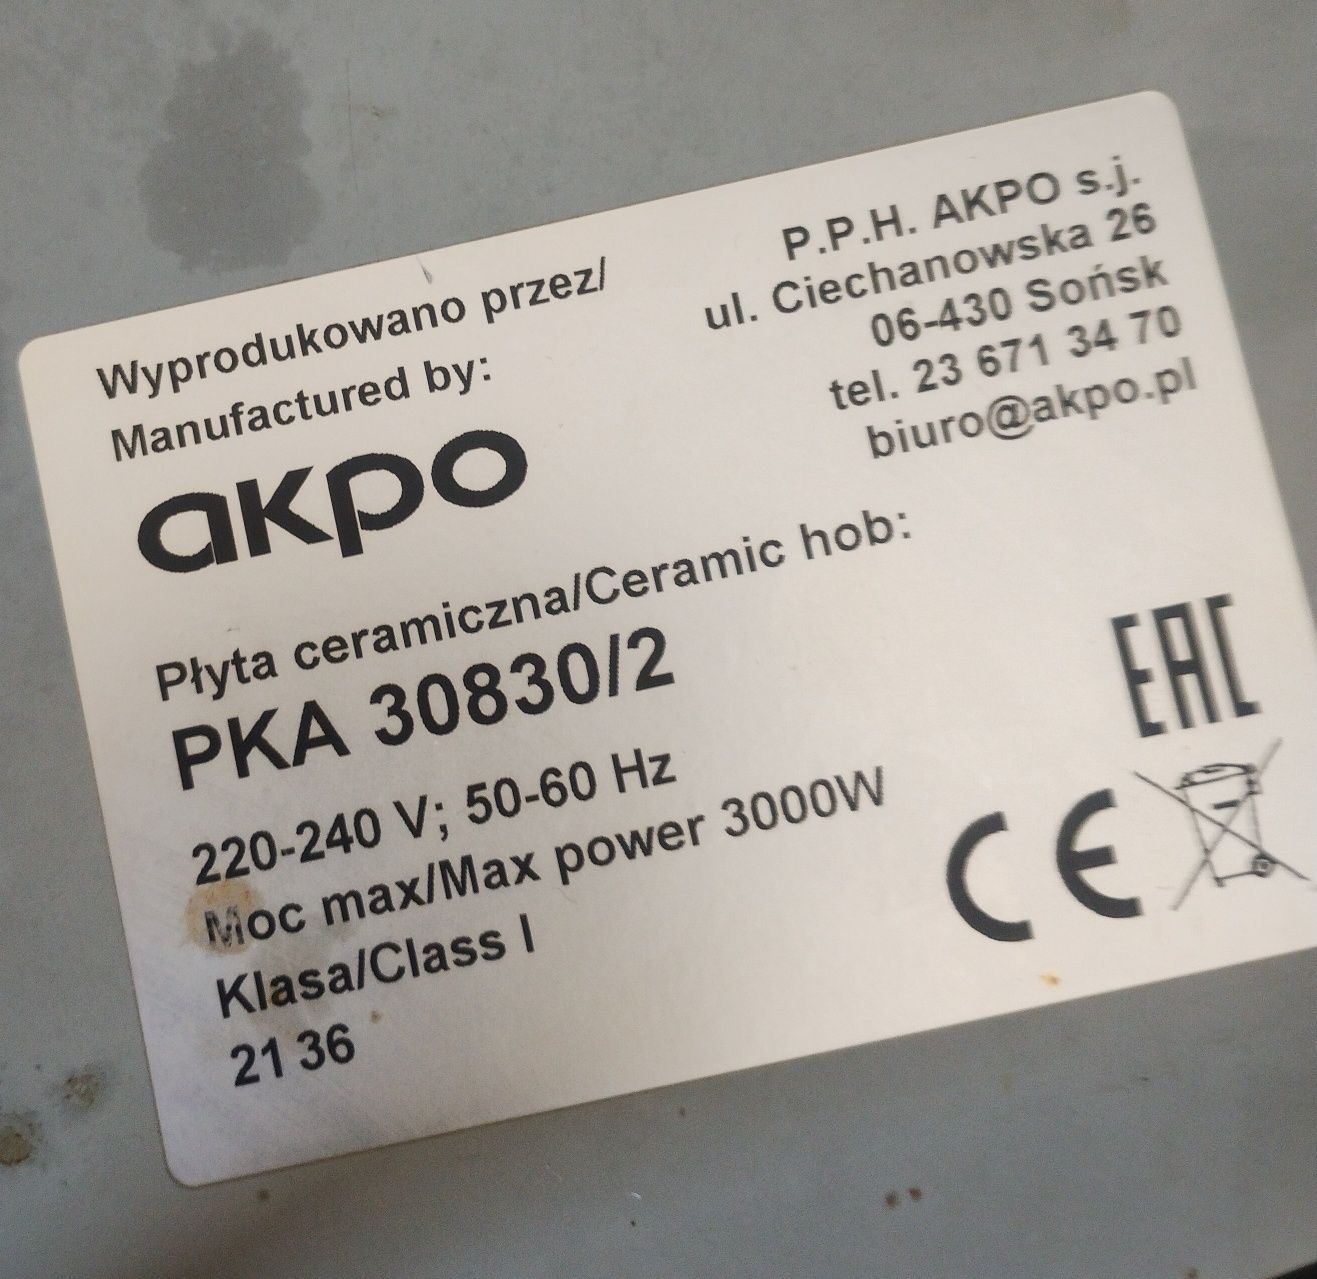 Wyprodukowano przez/
Manufactured by:
akpo
P.P.H. AKPO s.j.
ul. Ciechanowska 26
06-430 Sońsk
tel. 23 671 34 70
biuro@akpo.pl
Płyta ceramiczna/Ceramic hob:
PKA 30830/2
220-240 V; 50-60 Hz
Moc max/Max power 3000W
Klasa/Class I
21 36
EAC
CE